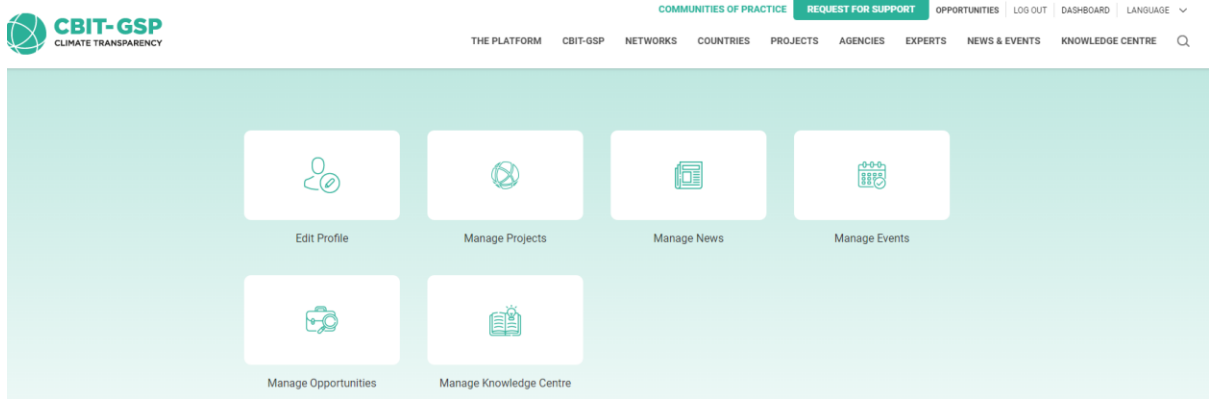 COMMUNITIES OF PRACTICE REQUEST FOR SUPPORT OPPORTUNITIES LOG OUT DASHBOARD LANGUAGE
CBIT-GSP
CLIMATE TRANSPARENCY
THE PLATFORM CBIT-GSP NETWORKS COUNTRIES PROJECTS AGENCIES EXPERTS NEWS & EVENTS KNOWLEDGE CENTRE
Edit Profile Manage Projects Manage News Manage Events
Manage Opportunities Manage Knowledge Centre